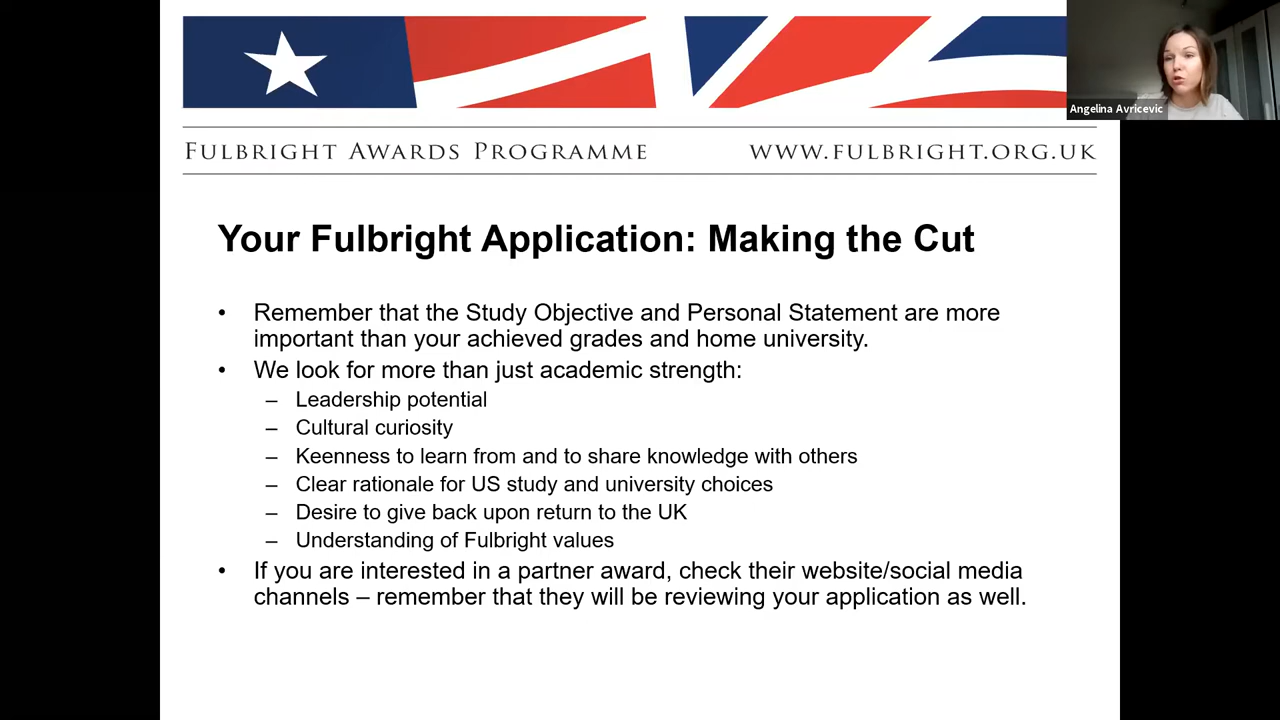 Angelina Avricevic
FULBRIGHT AWARDS PROGRAMME
WWW.FULBRIGHT.ORG.UK
Your Fulbright Application: Making the Cut
• Remember that the Study Objective and Personal Statement are more
important than your achieved grades and home university.
• We look for more than just academic strength:
– Leadership potential
– Cultural curiosity
– Keenness to learn from and to share knowledge with others
– Clear rationale for US study and university choices
– Desire to give back upon return to the UK
– Understanding of Fulbright values
• If you are interested in a partner award, check their website/social media
channels – remember that they will be reviewing your application as well.